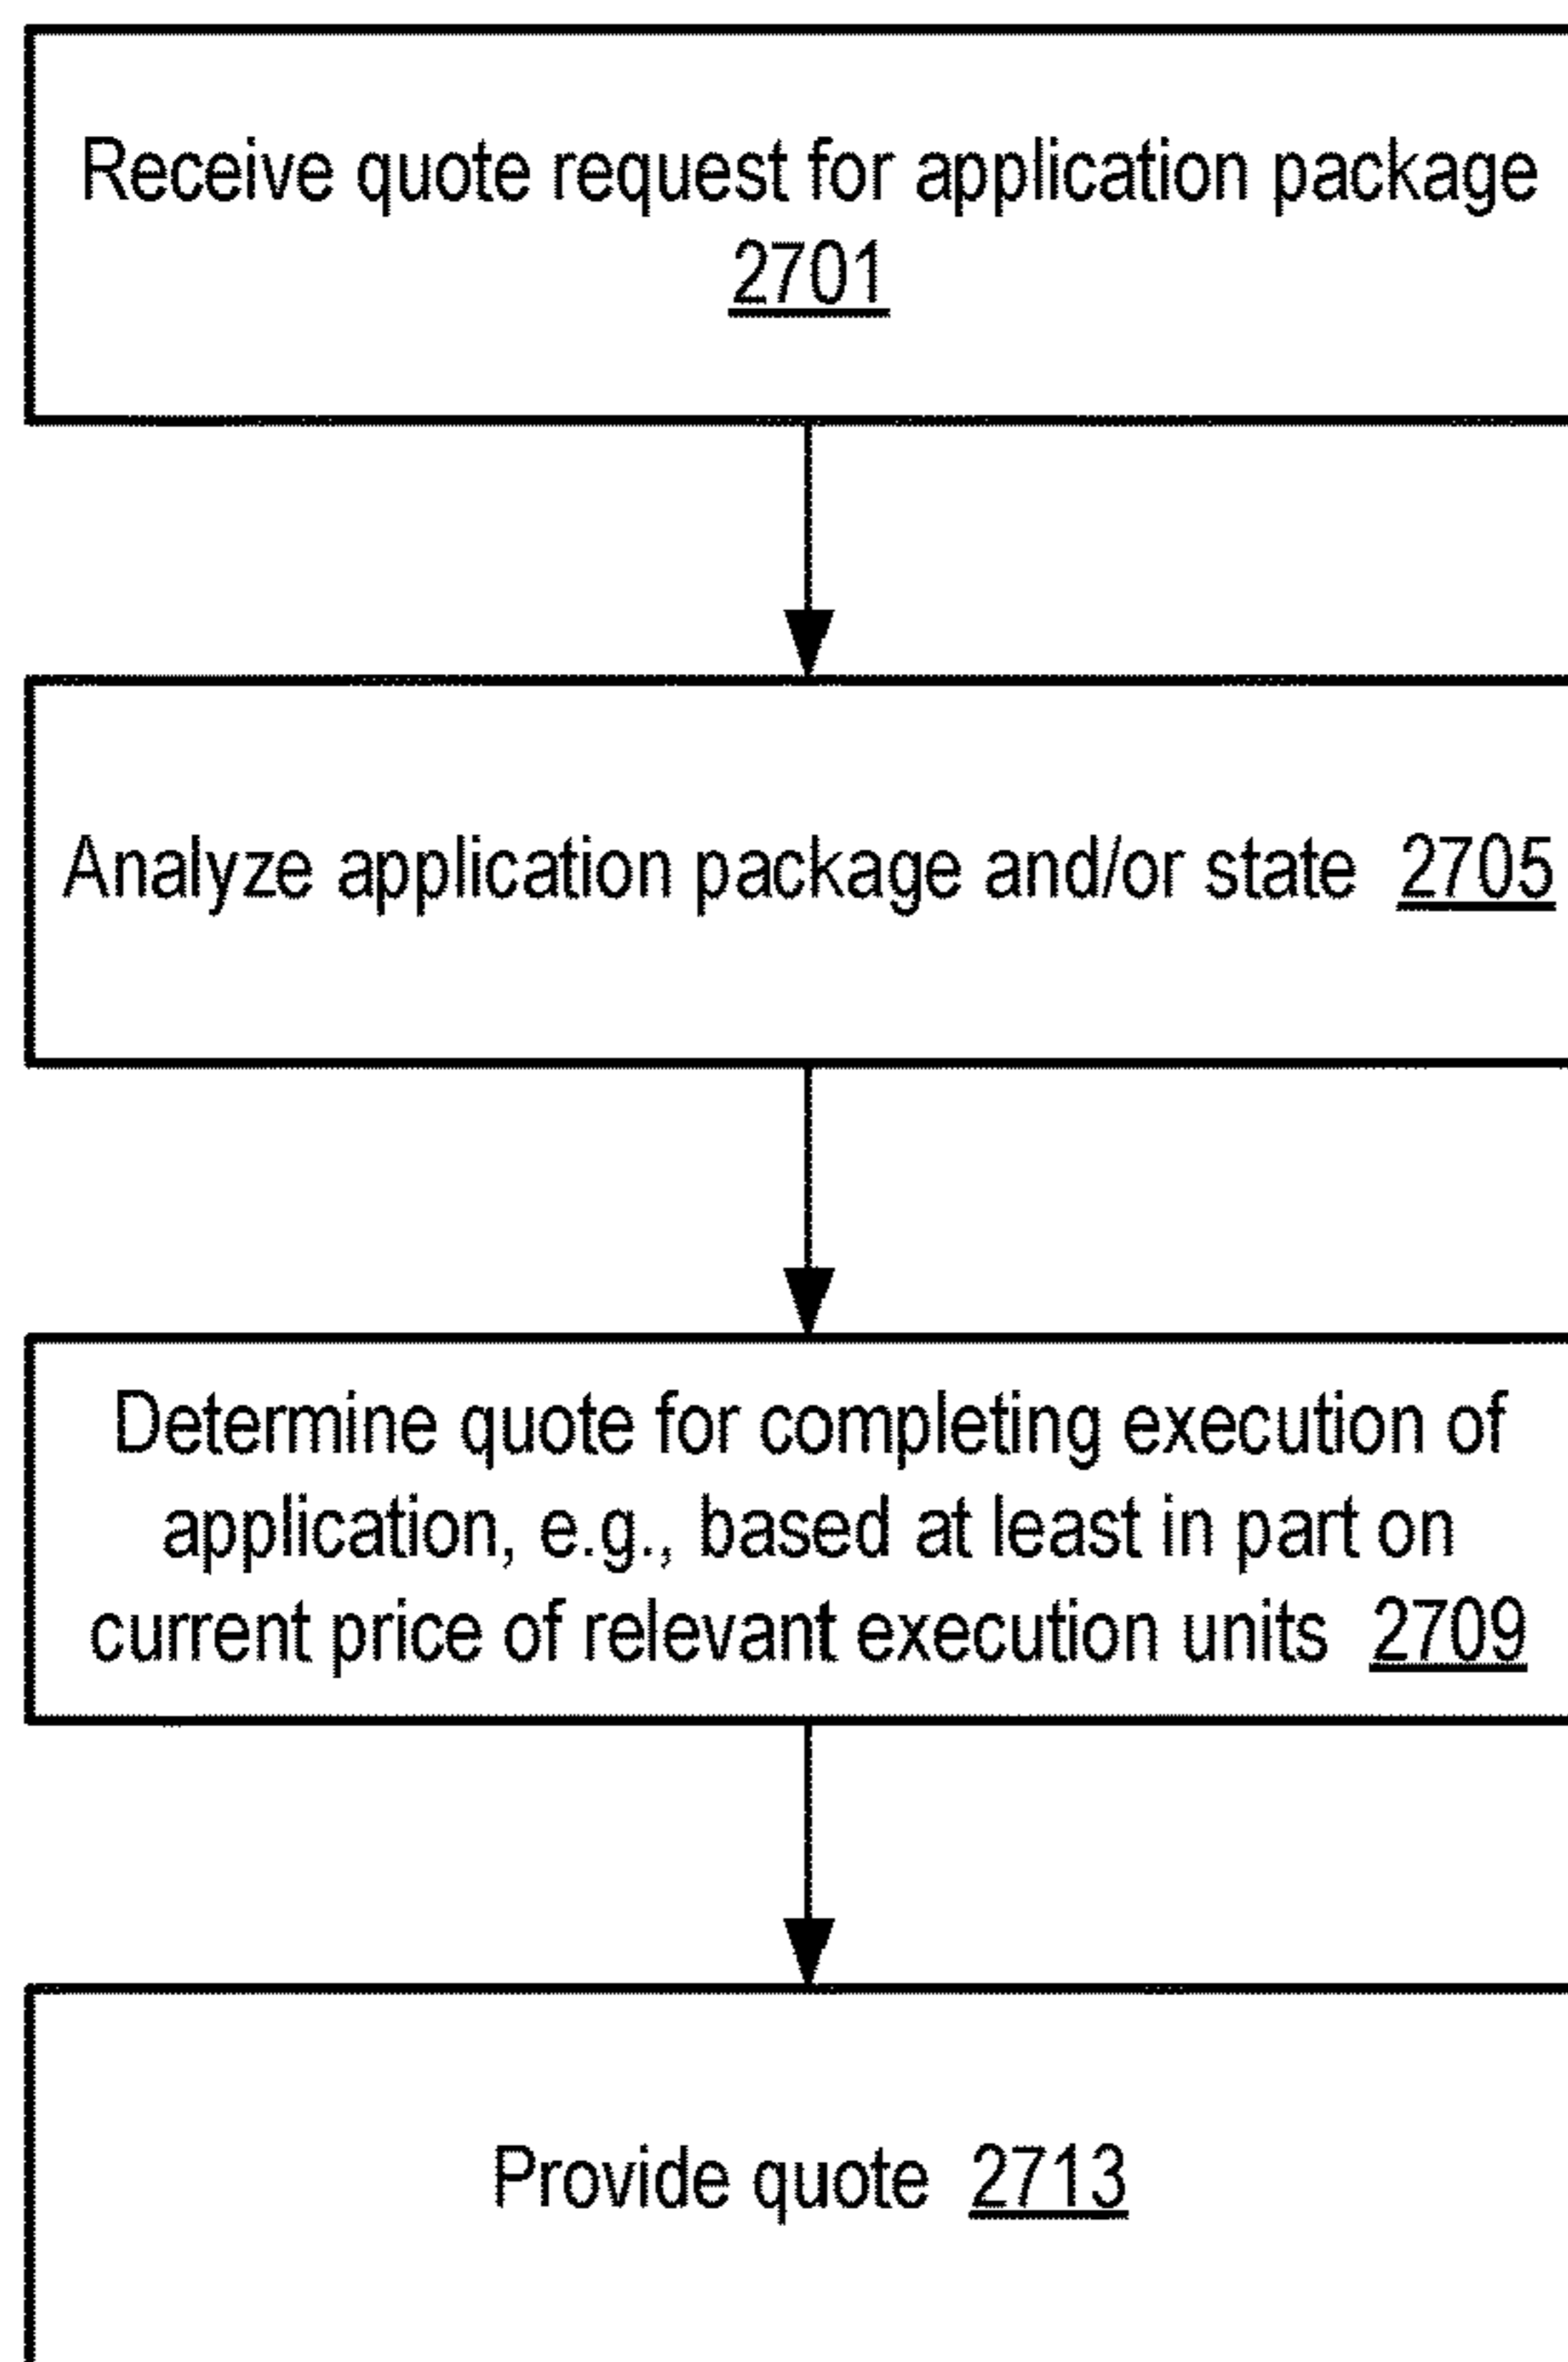 Receive quote request for application package
2701
Analyze application package and/or state 2705
Determine quote for completing execution of
application, e.g., based at least in part on
current price of relevant execution units 2709
Provide quote 2713